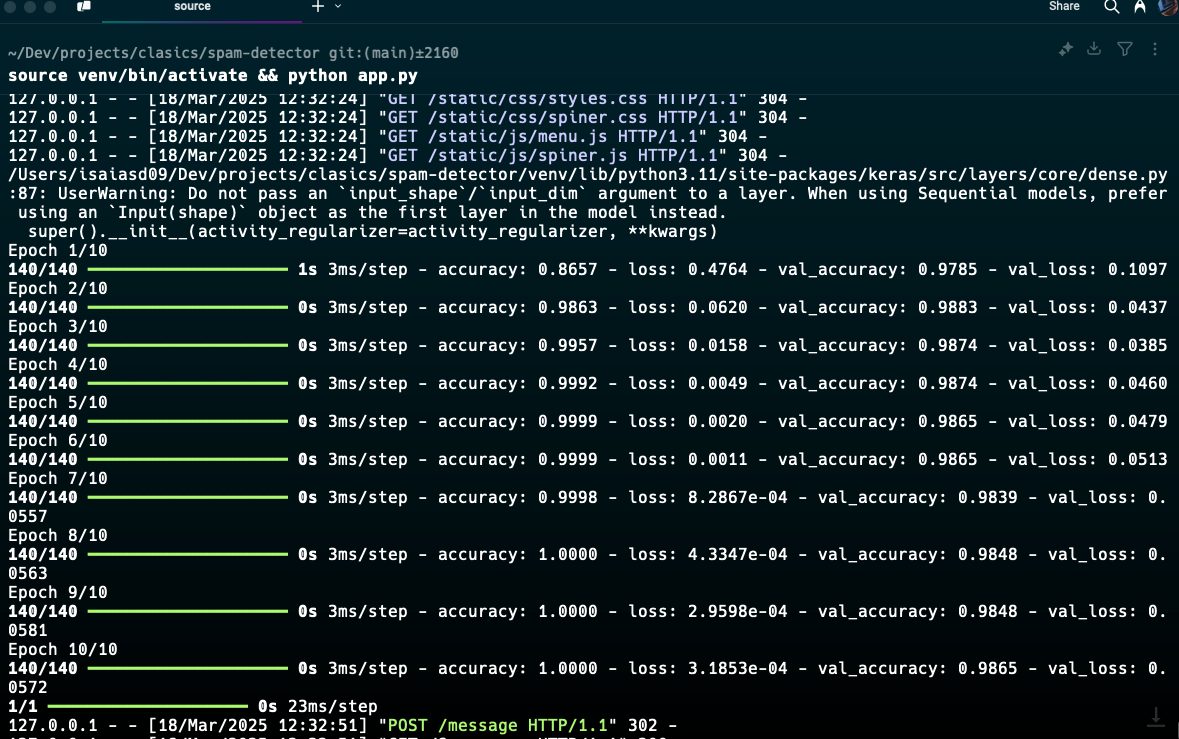 source
Share
~/Dev/projects/clasics/spam-detector git:(main)±2160
source venv/bin/activate && python app.py
127.0.0.1 - - [18/Mar/2025 12:32:24] "GET /static/css/styles.css HTTP/1.1" 304 -
127.0.0.1 - - [18/Mar/2025 12:32:24] "GET /static/css/spiner.css HTTP/1.1" 304 -
127.0.0.1 - - [18/Mar/2025 12:32:24] "GET /static/js/menu.js HTTP/1.1" 304 -
127.0.0.1 - - [18/Mar/2025 12:32:24] "GET /static/js/spiner.js HTTP/1.1" 304 -
/Users/isaiasd09/Dev/projects/clasics/spam-detector/venv/lib/python3.11/site-packages/keras/src/layers/core/dense.py
:87: UserWarning: Do not pass an `input_shape`/`input_dim` argument to a layer. When using Sequential models, prefer
using an `Input(shape)` object as the first layer in the model instead.
super().__init__(activity_regularizer=activity_regularizer, **kwargs)
Epoch 1/10
140/140 1s 3ms/step - accuracy: 0.8657 - loss: 0.4764 - val_accuracy: 0.9785 - val_loss: 0.1097
Epoch 2/10
140/140 0s 3ms/step - accuracy: 0.9863 - loss: 0.0620 - val_accuracy: 0.9883 - val_loss: 0.0437
Epoch 3/10
140/140 0s 3ms/step - accuracy: 0.9957 - loss: 0.0158 - val_accuracy: 0.9874 - val_loss: 0.0385
Epoch 4/10
140/140 0s 3ms/step - accuracy: 0.9992 - loss: 0.0049 - val_accuracy: 0.9874 - val_loss: 0.0460
Epoch 5/10
140/140 0s 3ms/step - accuracy: 0.9999 - loss: 0.0020 - val_accuracy: 0.9865 - val_loss: 0.0479
Epoch 6/10
140/140 0s 3ms/step - accuracy: 0.9999 - loss: 0.0011 - val_accuracy: 0.9865 - val_loss: 0.0513
Epoch 7/10
140/140 0s 3ms/step - accuracy: 0.9998 - loss: 8.2867e-04 - val_accuracy: 0.9839 - val_loss: 0.
0557
Epoch 8/10
140/140 0s 3ms/step - accuracy: 1.0000 - loss: 4.3347e-04 - val_accuracy: 0.9848 - val_loss: 0.
0563
Epoch 9/10
140/140 0s 3ms/step - accuracy: 1.0000 - loss: 2.9598e-04 - val_accuracy: 0.9848 - val_loss: 0.
0581
Epoch 10/10
140/140 0s 3ms/step - accuracy: 1.0000 - loss: 3.1853e-04 - val_accuracy: 0.9865 - val_loss: 0.
0572
1/1 0s 23ms/step
127.0.0.1 - - [18/Mar/2025 12:32:51] "POST /message HTTP/1.1" 302 -